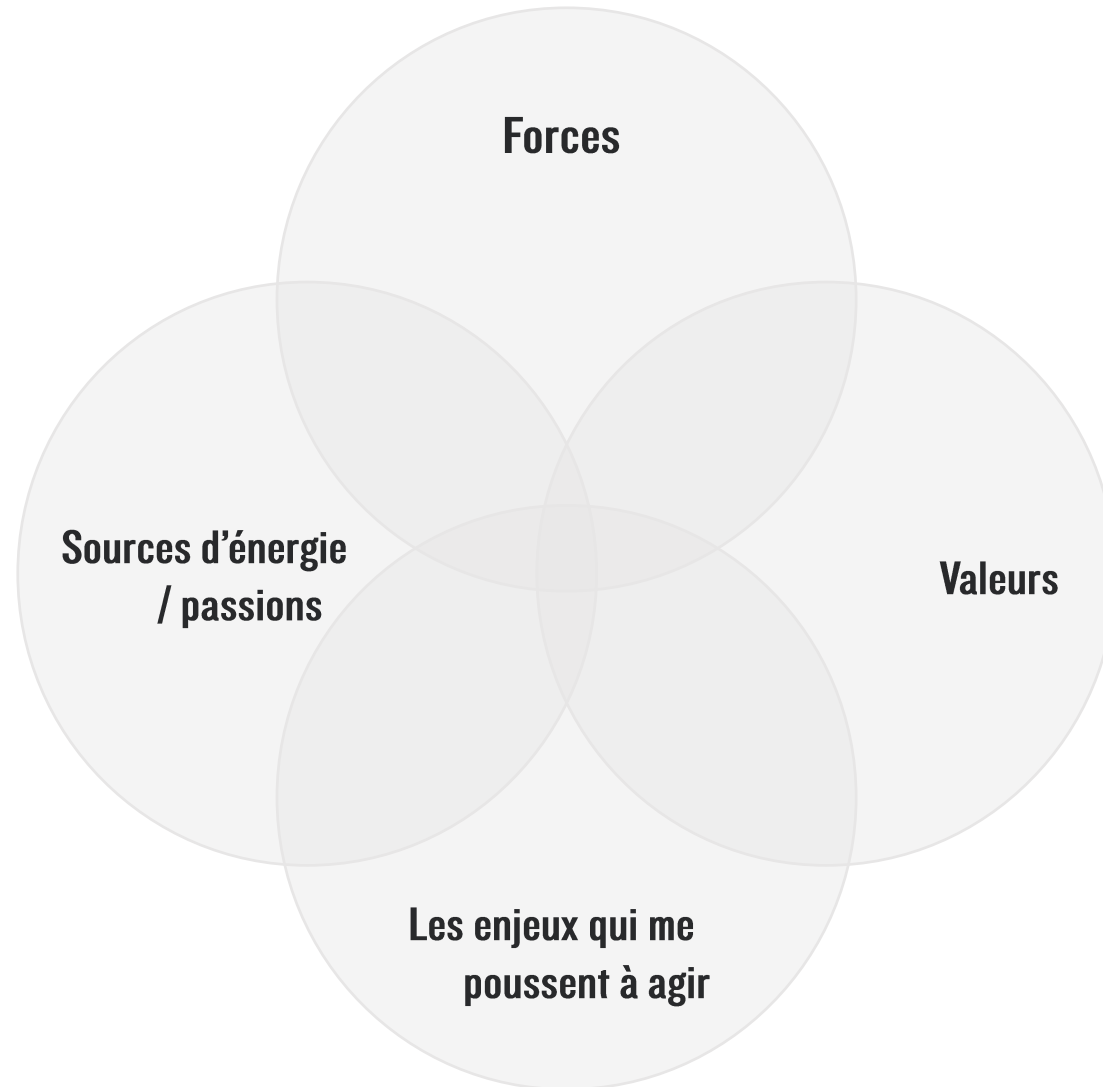 Forces
Sources d’énergie
/ passions
Valeurs
Les enjeux qui me
poussent à agir